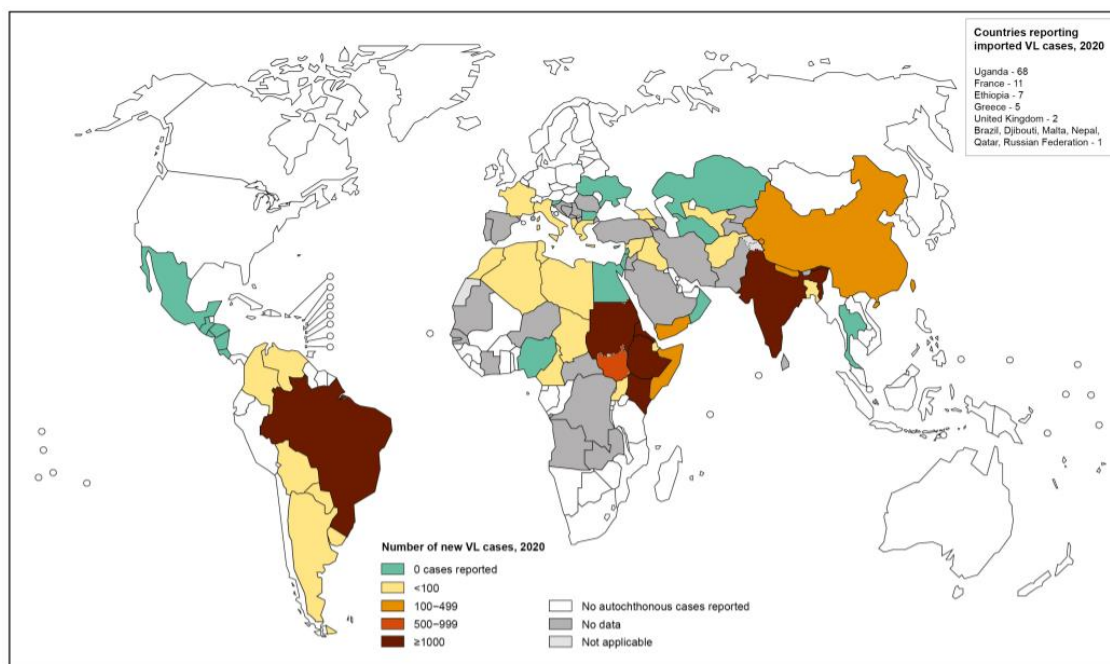 Countries reporting
imported VL cases, 2020
Uganda - 68
France - 11
Ethiopia - 7
Greece - 5
United Kingdom - 2
Brazil, Djibouti, Malta, Nepal,
Qatar, Russian Federation - 1
Number of new VL cases, 2020
0 cases reported
<100
100–499
500–999
≥1000
No autochthonous cases reported
No data
Not applicable